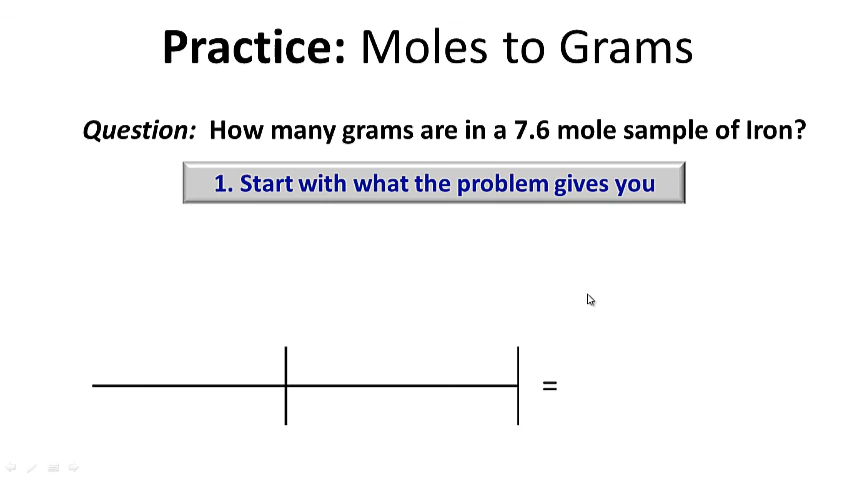 Practice: Moles to Grams
Question: How many grams are in a 7.6 mole sample of Iron?
1. Start with what the problem gives you
=